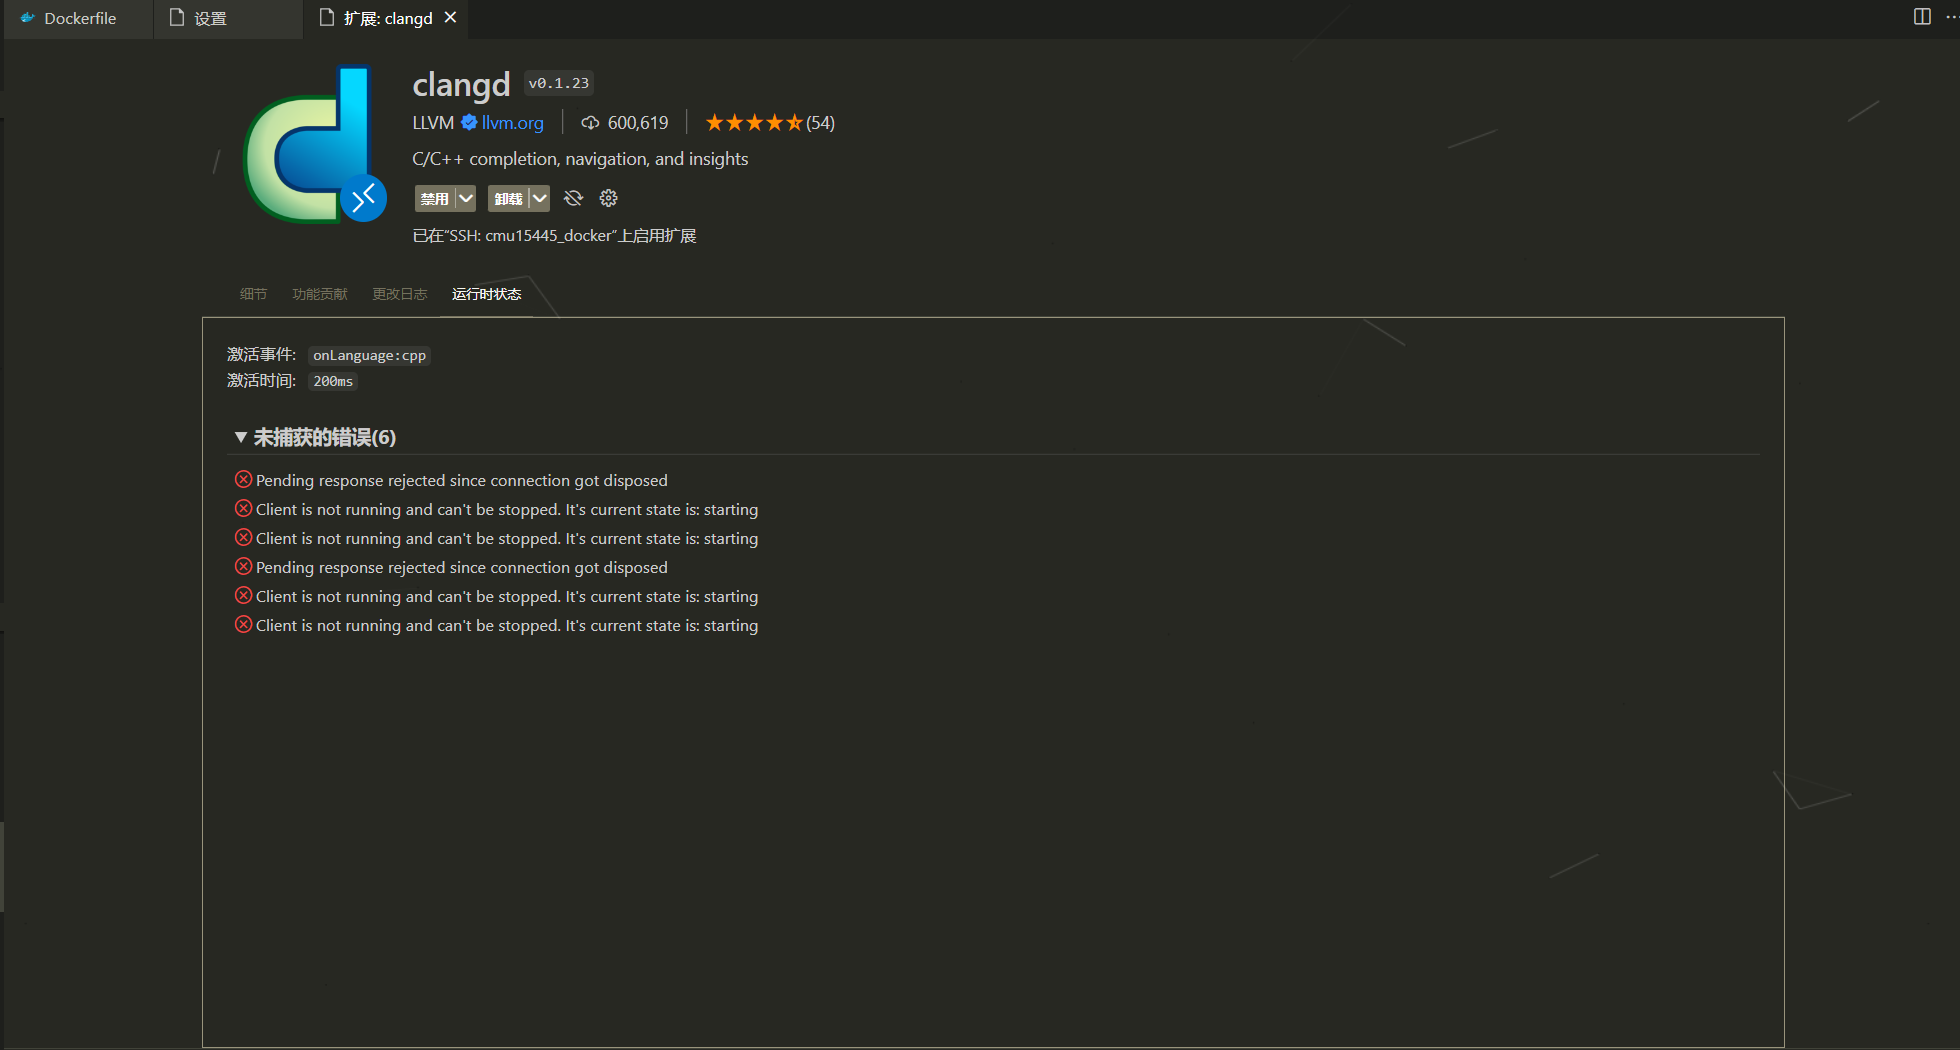 Dockerfile
设置
扩展: clangd
clangd v0.1.23
LLVM llvm.org 600,619 (54)
C/C++ completion, navigation, and insights
禁用 卸载
已在“SSH: cmu15445_docker”上启用扩展
细节 功能贡献 更改日志 运行时状态
激活事件: onLanguage:cpp
激活时间: 200ms
未捕获的错误(6)
Pending response rejected since connection got disposed
Client is not running and can't be stopped. It's current state is: starting
Client is not running and can't be stopped. It's current state is: starting
Pending response rejected since connection got disposed
Client is not running and can't be stopped. It's current state is: starting
Client is not running and can't be stopped. It's current state is: starting